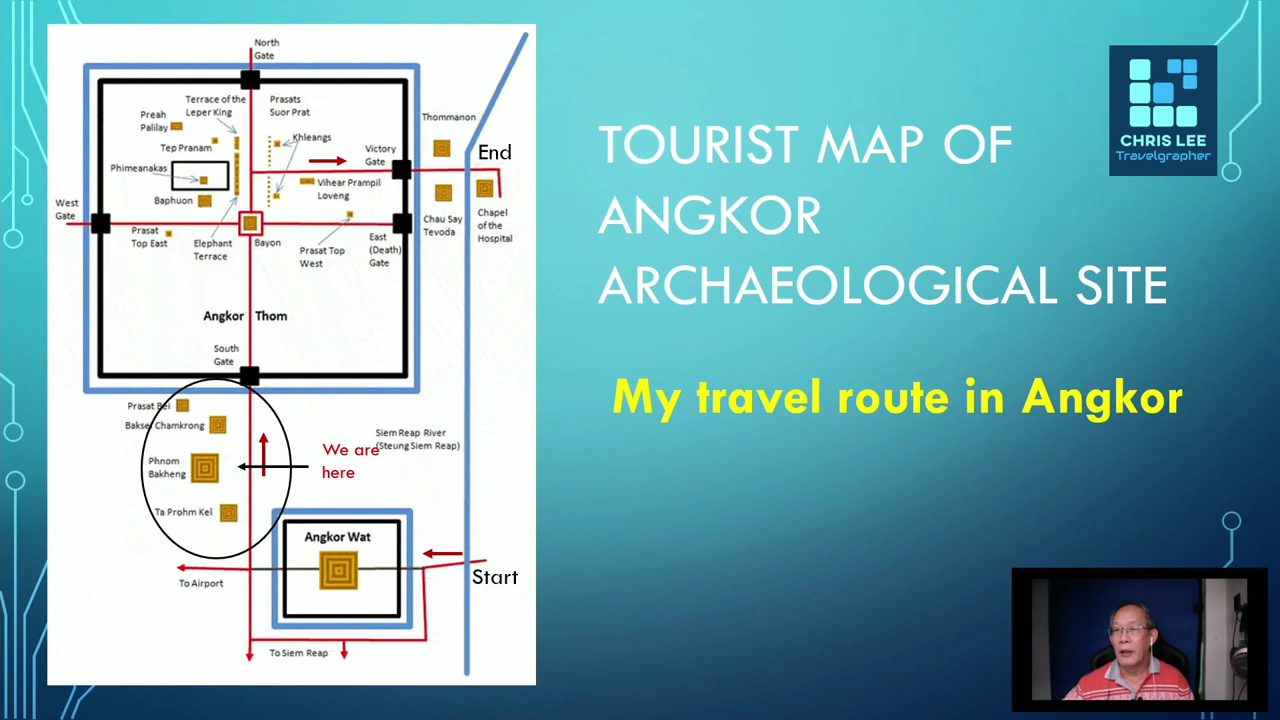 North
Gate
Terrace of the
Leper King
Prasats
Suor Prat
Preah
Palilay
Thommanon
Khleangs
Tep Pranam
Victory
Gate
End
Phimeanakas
Vihear Prampil
Loveng
Baphuon
West
Gate
Prasat
Top East
Elephant
Terrace
Bayon
Prasat Top
West
East
(Death)
Gate
Chau Say
Tevoda
Chapel
of the
Hospital
Angkor Thom
South
Gate
Prasat Bei
Baksei Chamkrong
Phnom
Bakheng
Ta Prohm Kel
We are
here
Siem Reap River
(Steung Siem Reap)
Angkor Wat
Start
To Airport
To Siem Reap
TOURIST MAP OF
ANGKOR
ARCHAEOLOGICAL SITE
My travel route in Angkor
CHRIS LEE
Travelgrapher